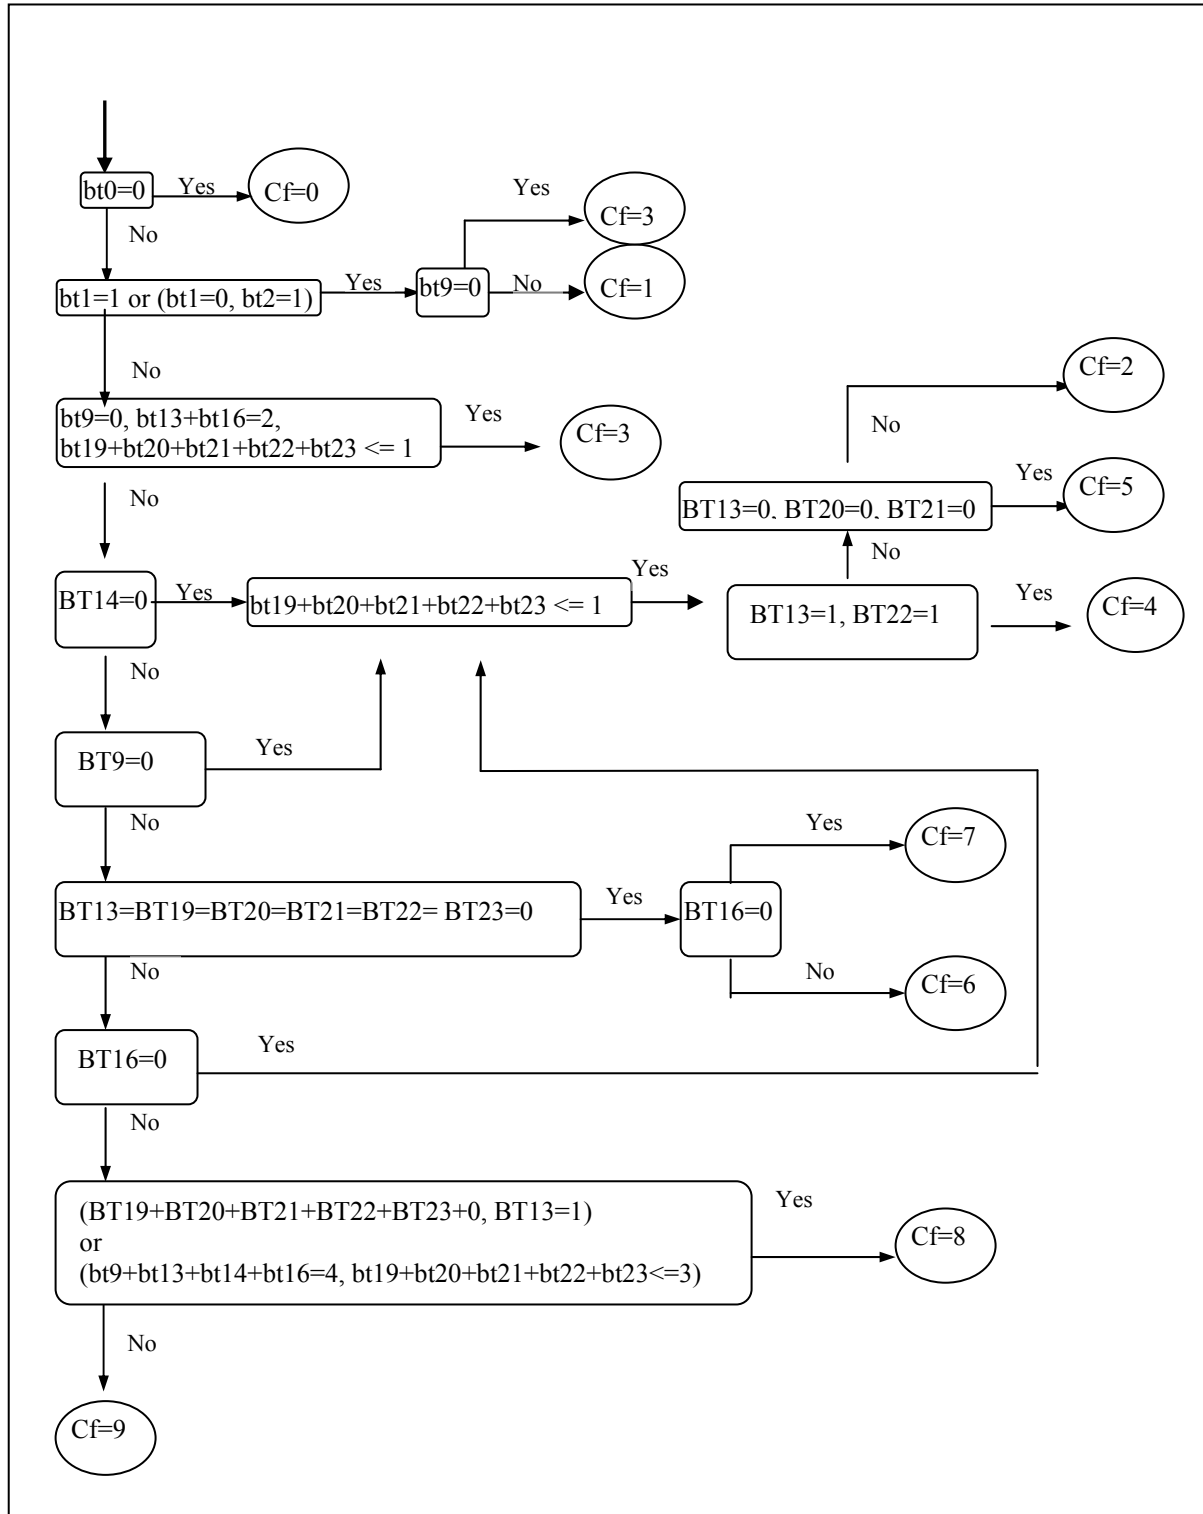 bt0=0
Yes
Cf=0
No
bt1=1 or (bt1=0, bt2=1)
Yes
bt9=0
Yes
Cf=3
No
Cf=1
No
bt9=0, bt13+bt16=2,
bt19+bt20+bt21+bt22+bt23 <= 1
Yes
Cf=3
No
BT14=0
Yes
bt19+bt20+bt21+bt22+bt23 <= 1
Yes
BT13=1, BT22=1
Yes
Cf=4
No
BT13=0, BT20=0, BT21=0
Yes
Cf=5
No
Cf=2
No
BT9=0
Yes
No
BT13=BT19=BT20=BT21=BT22= BT23=0
Yes
BT16=0
Yes
Cf=7
No
Cf=6
No
BT16=0
Yes
No
(BT19+BT20+BT21+BT22+BT23+0, BT13=1)
or
(bt9+bt13+bt14+bt16=4, bt19+bt20+bt21+bt22+bt23<=3)
Yes
Cf=8
No
Cf=9